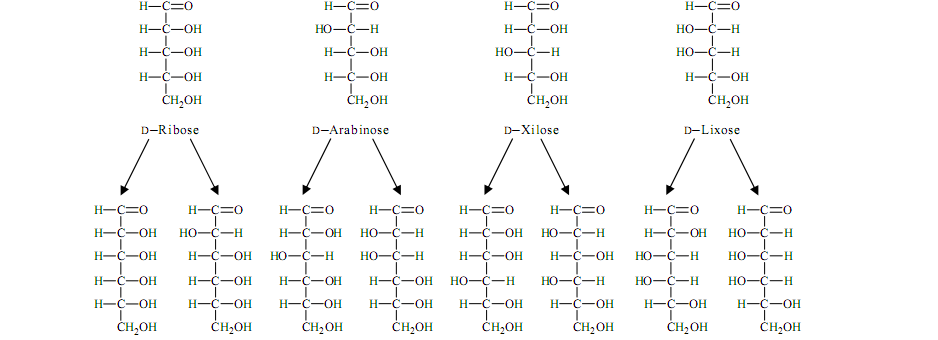 H—C=O H—C=O H—C=O H—C=O
H—C—OH HO—C—H H—C—OH HO—C—H
H—C—OH H—C—OH HO—C—H HO—C—H
H—C—OH H—C—OH H—C—OH H—C—OH
CH₂OH CH₂OH CH₂OH CH₂OH
D–Ribose D–Arabinose D–Xilose D–Lixose
H—C=O H—C=O H—C=O H—C=O H—C=O H—C=O H—C=O H—C=O
H—C—OH HO—C—H H—C—OH HO—C—H H—C—OH HO—C—H H—C—OH HO—C—H
H—C—OH H—C—OH HO—C—H HO—C—H H—C—OH H—C—OH HO—C—H HO—C—H
H—C—OH H—C—OH H—C—OH H—C—OH HO—C—H HO—C—H HO—C—H HO—C—H
H—C—OH H—C—OH H—C—OH H—C—OH H—C—OH H—C—OH H—C—OH H—C—OH
CH₂OH CH₂OH CH₂OH CH₂OH CH₂OH CH₂OH CH₂OH CH₂OH